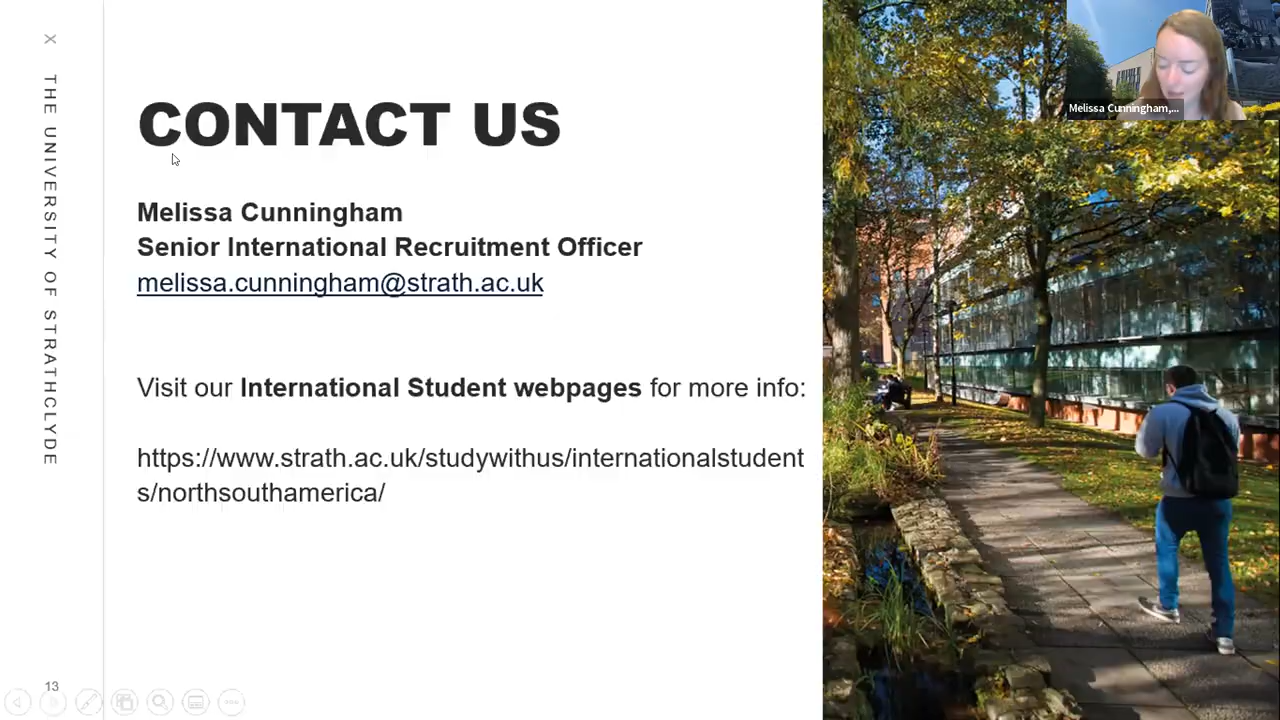 X THE UNIVERSITY OF STRATHCLYDE
CONTACT US
Melissa Cunningham
Senior International Recruitment Officer
melissa.cunningham@strath.ac.uk
Visit our International Student webpages for more info:
https://www.strath.ac.uk/studywithus/internationalstudent
s/northsouthamerica/
13
Melissa Cunningham,...